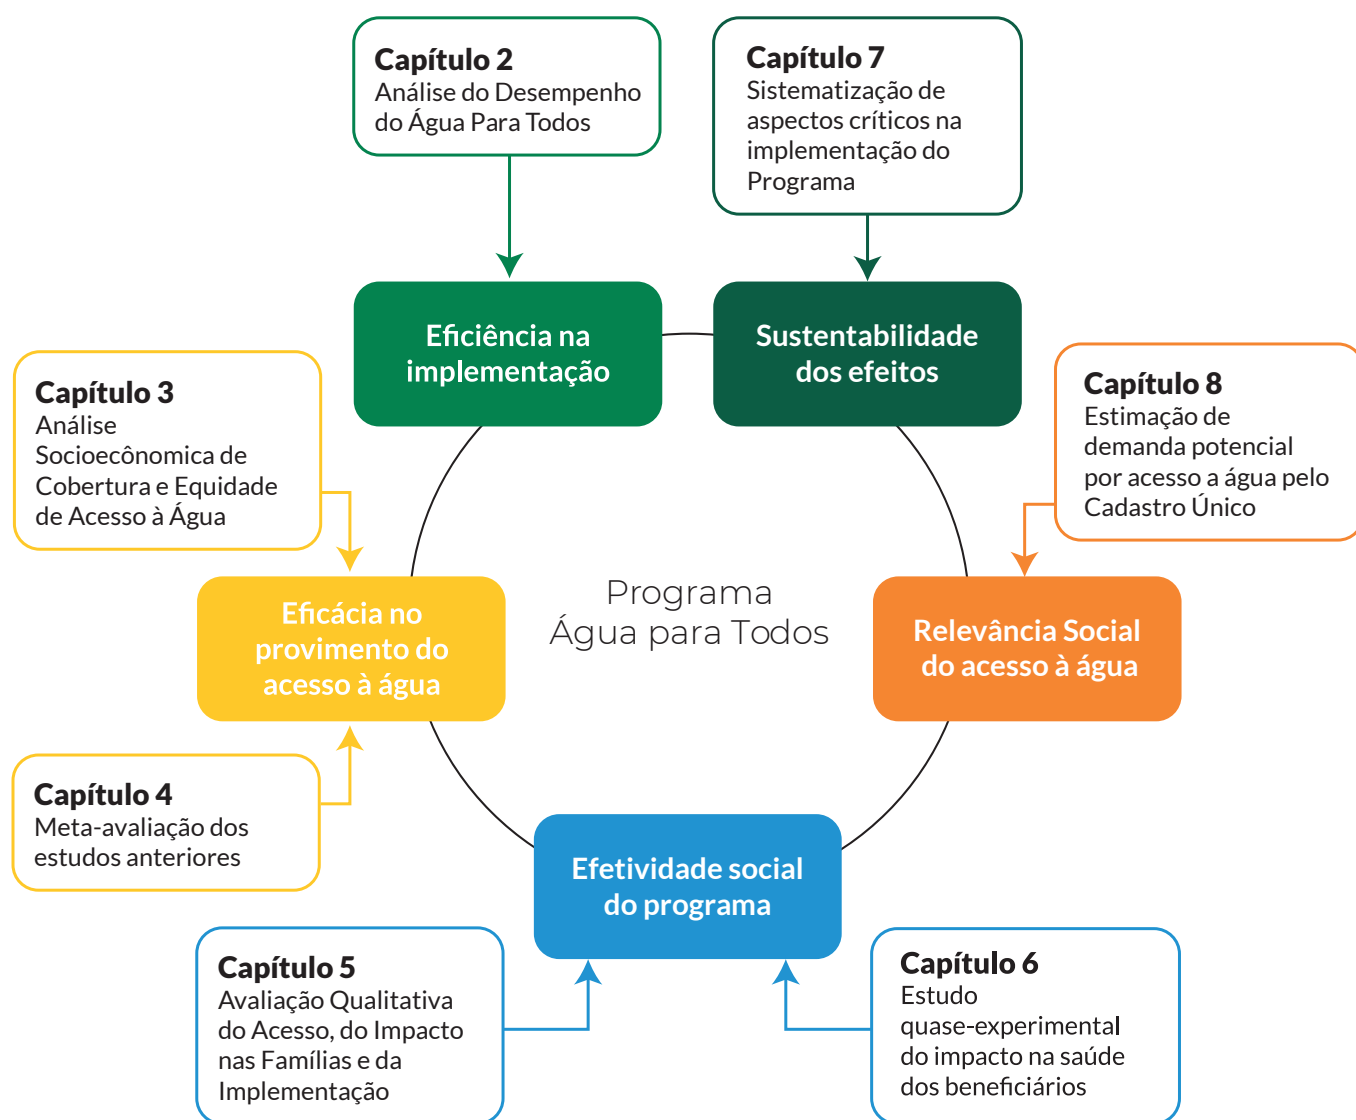 Capítulo 2
Análise do Desempenho
do Água Para Todos
Capítulo 7
Sistematização de
aspectos críticos na
implementação do
Programa
Eficiência na
implementação
Sustentabilidade
dos efeitos
Capítulo 3
Análise
Socioecônomica de
Cobertura e Equidade
de Acesso à Água
Capítulo 8
Estimação de
demanda potencial
por acesso a água pelo
Cadastro Único
Eficácia no
provimento do
acesso à água
Programa
Água para Todos
Relevância Social
do acesso à água
Capítulo 4
Meta-avaliação dos
estudos anteriores
Efetividade social
do programa
Capítulo 5
Avaliação Qualitativa
do Acesso, do Impacto
nas Famílias e da
Implementação
Capítulo 6
Estudo
quase-experimental
do impacto na saúde
dos beneficiários